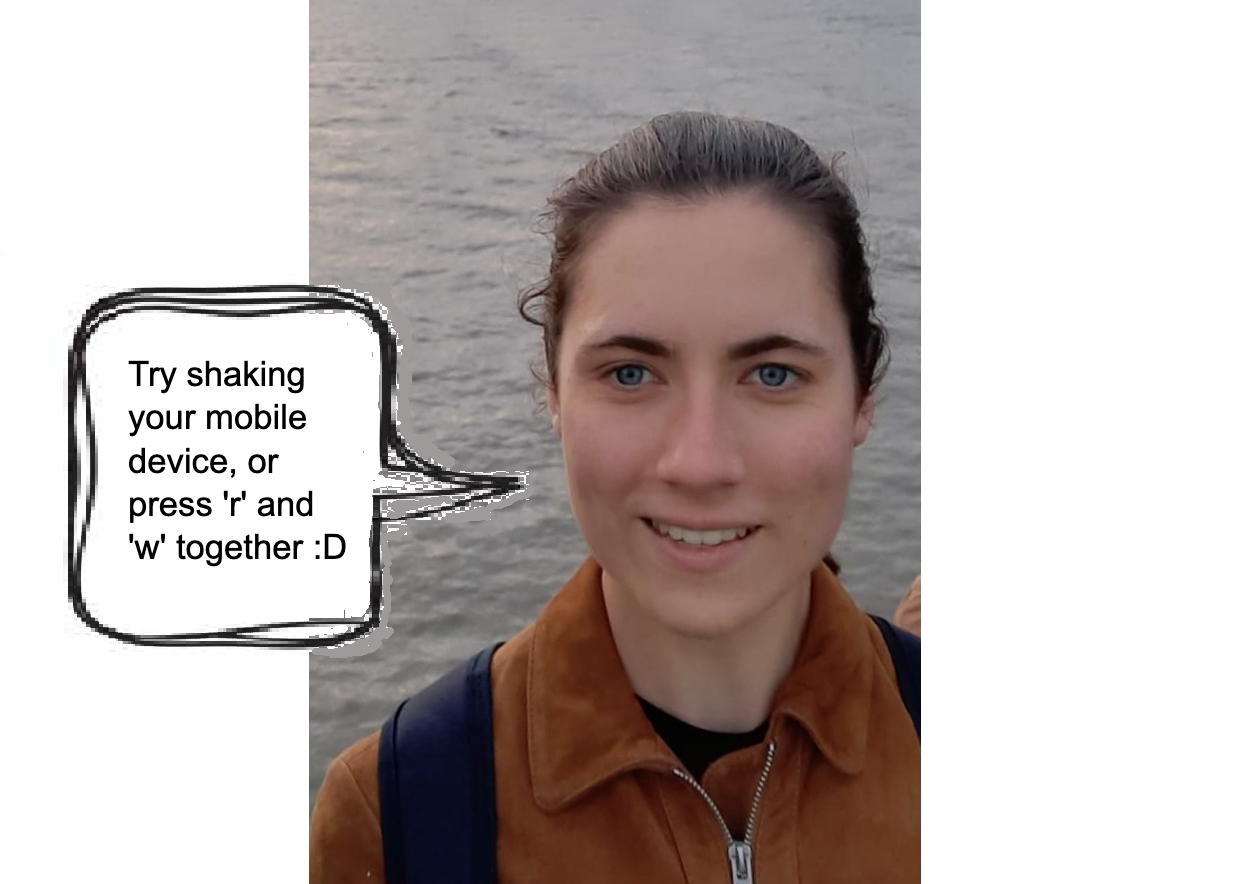 Try shaking
your mobile
device, or
press 'r' and
'w' together :D